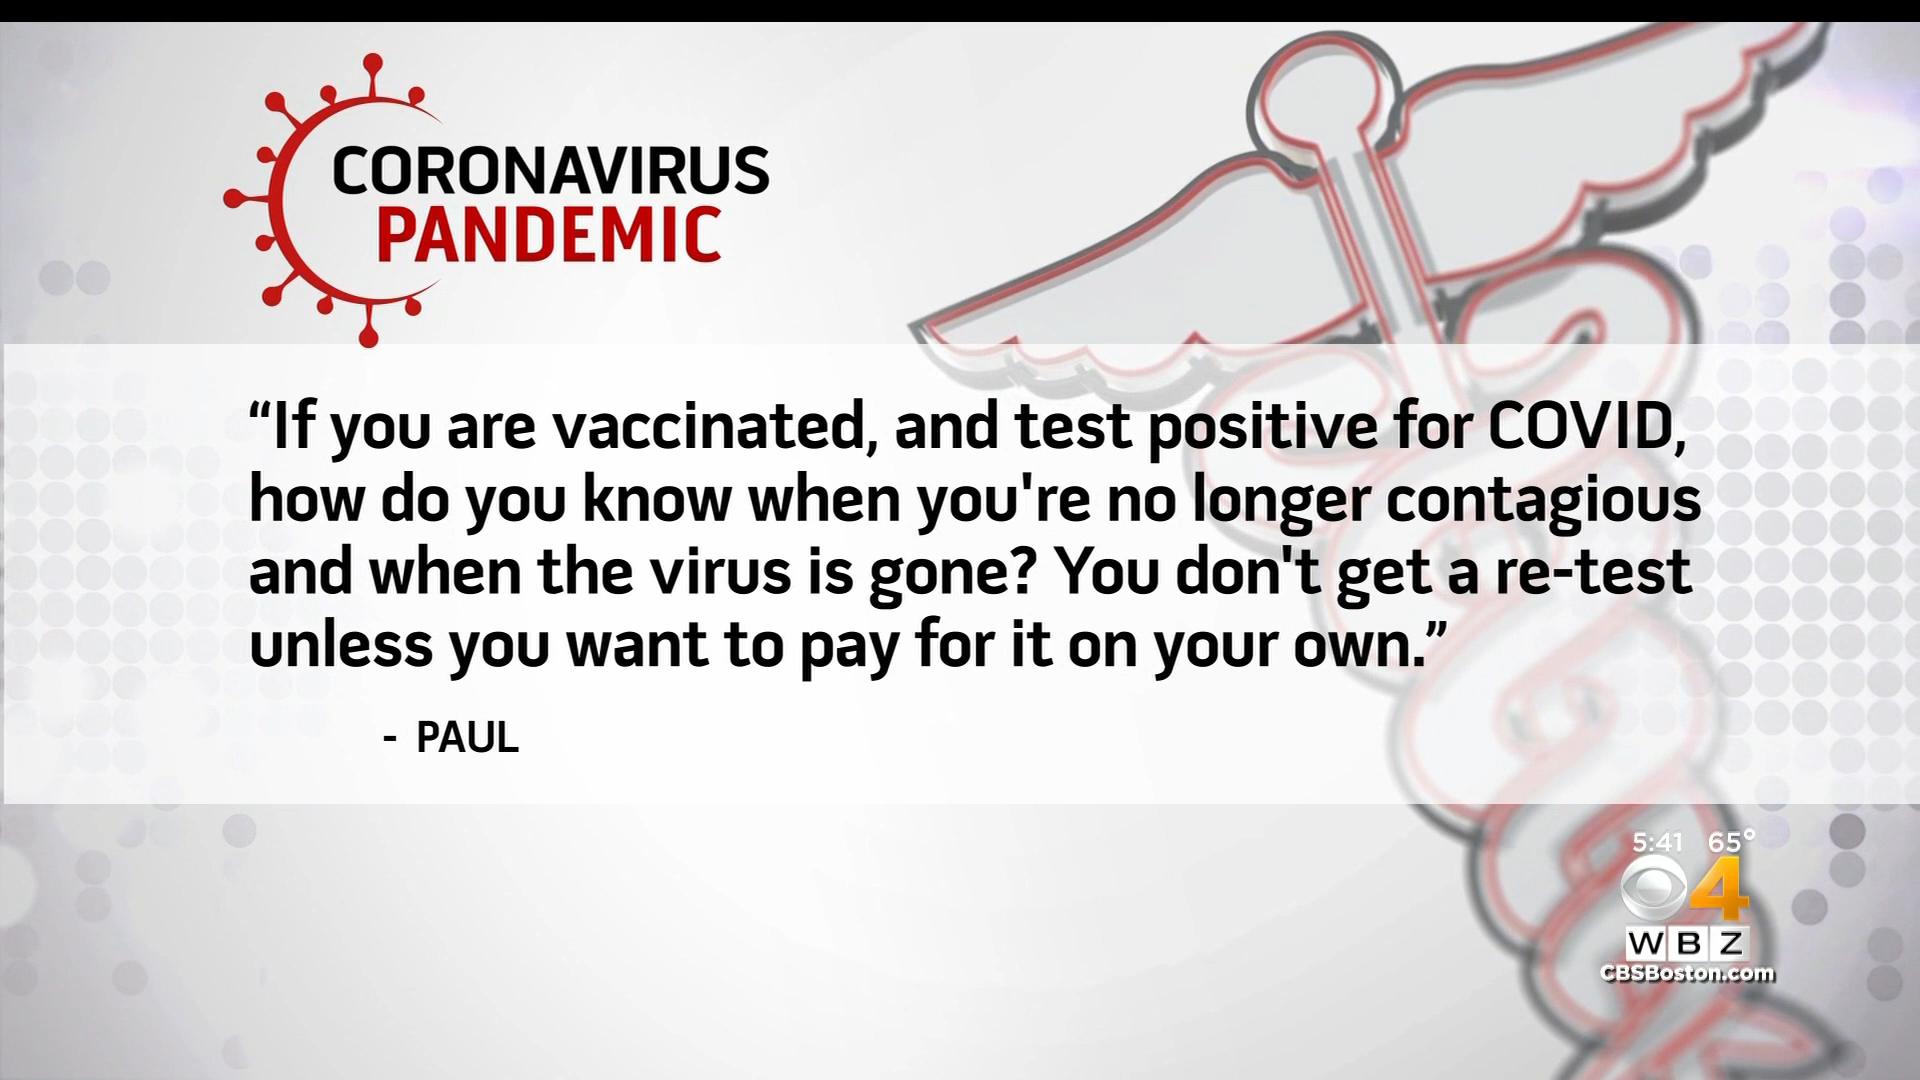 CORONAVIRUS
PANDEMIC
“If you are vaccinated, and test positive for COVID,
how do you know when you're no longer contagious
and when the virus is gone? You don't get a re-test
unless you want to pay for it on your own.”
- PAUL
5:41 65°
4
WBZ
CBSBoston.com